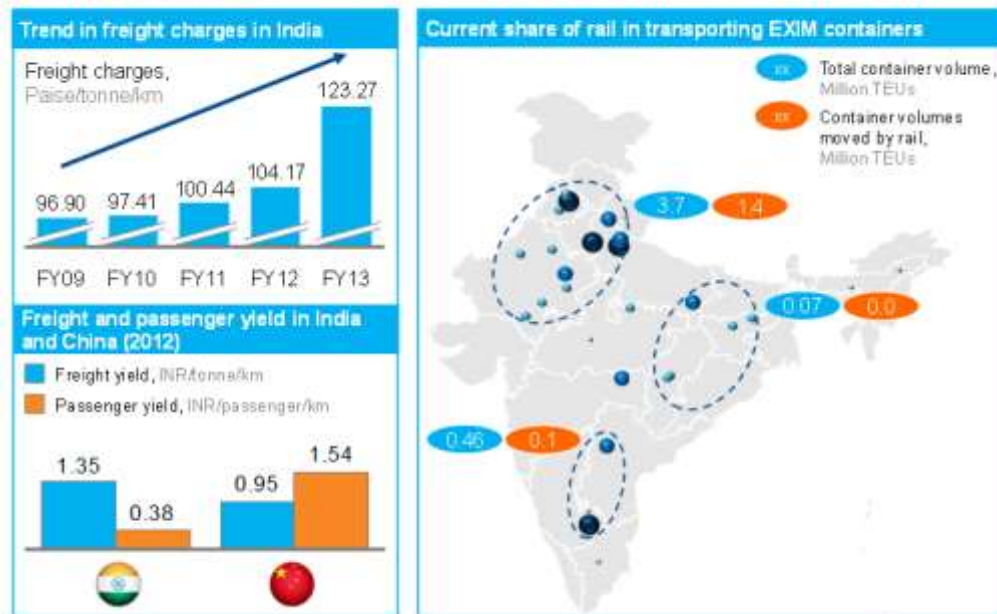 Trend in freight charges in India
Freight charges,
Paise/tonne/km
123.27
104.17
100.44
97.41
96.90
FY09 FY10 FY11 FY12 FY13
Freight and passenger yield in India
and China (2012)
Freight yield, INR/tonne/km
Passenger yield, INR/passenger/km
1.35
0.38
0.95
1.54
Current share of rail in transporting EXIM containers
xx Total container volume,
Million TEUs
xx Container volumes
moved by rail,
Million TEUs
3.7 1.4
0.07 0.0
0.46 0.1